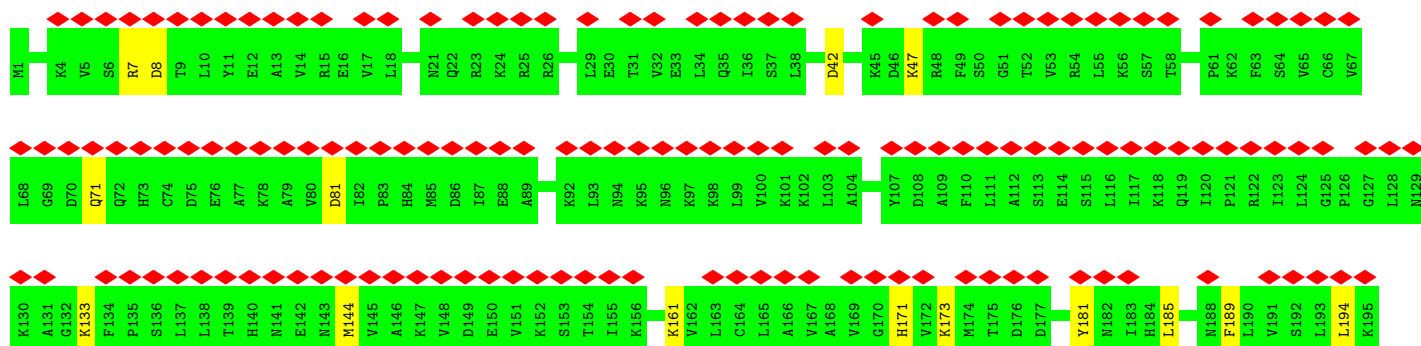 M1 K4 V5 S6 R7 D8 T9 L10 Y11 E12 A13 V14 R15 E16 V17 L18 N21 Q22 R23 K24 R25 R26 L29 E30 T31 V32 E33 L34 Q35 I36 S37 L38 D42 K45 D46 K47 R48 F49 S50 G51 T52 V53 R54 L55 K56 S57 T58 P61 K62 F63 S64 V65 C66 V67
L68 G69 D70 Q71 Q72 H73 C74 D75 E76 A77 K78 A79 V80 D81 I82 P83 H84 M85 D86 I87 E88 A89 K92 L93 N94 K95 N96 K97 K98 L99 V100 K101 K102 L103 A104 Y107 D108 A109 F110 L111 A112 S113 E114 S115 L116 I117 K118 Q119 I120 P121 R122 I123 L124 G125 P126 G127 L128 N129
K130 A131 G132 K133 F134 P135 S136 L137 L138 T139 H140 N141 E142 N143 M144 V145 A146 K147 V148 D149 E150 V151 K152 S153 T154 I155 K156 K161 V162 L163 C164 L165 A166 V167 A168 V169 G170 H171 V172 K173 M174 T175 D176 D177 Y181 N182 I183 H184 L185 N188 F189 L190 V191 S192 L193 L194 K195